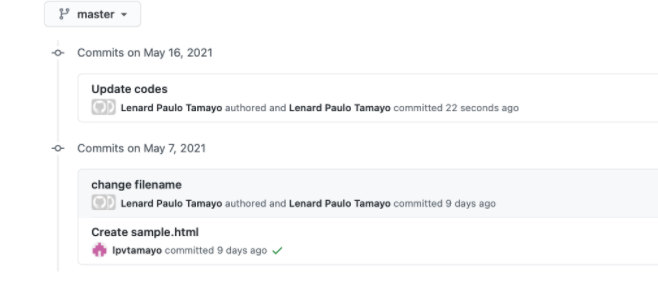 master
Commits on May 16, 2021
Update codes
Lenard Paulo Tamayo authored and Lenard Paulo Tamayo committed 22 seconds ago
Commits on May 7, 2021
change filename
Lenard Paulo Tamayo authored and Lenard Paulo Tamayo committed 9 days ago
Create sample.html
lpvtamayo committed 9 days ago